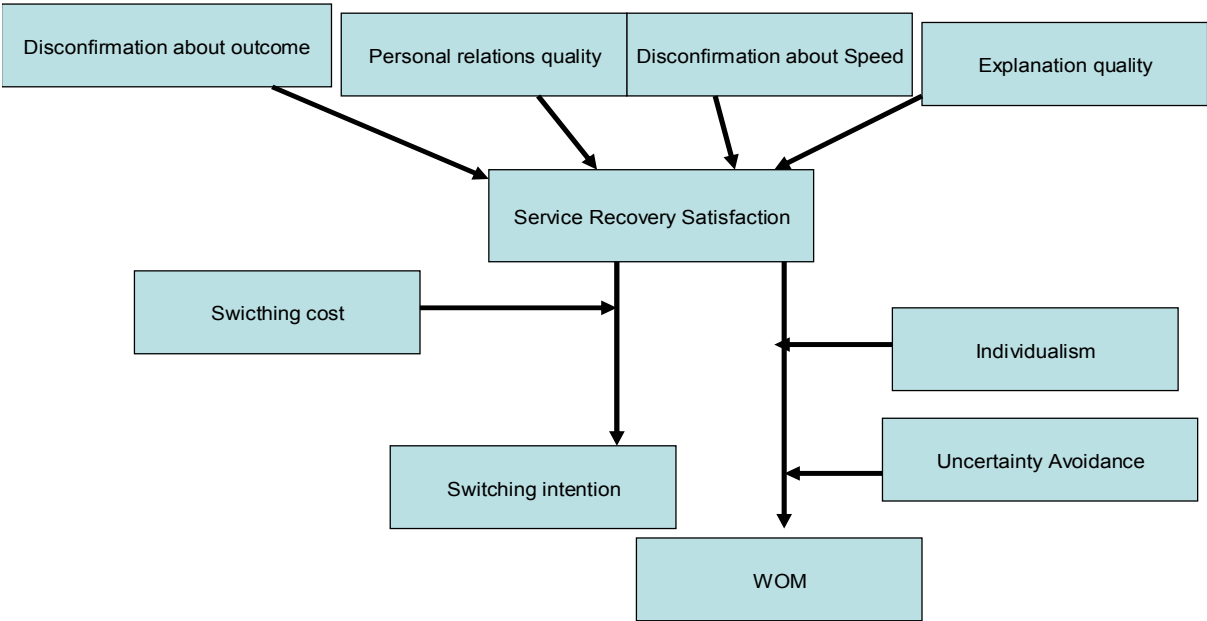 Disconfirmation about outcome
Personal relations quality
Disconfirmation about Speed
Explanation quality
Service Recovery Satisfaction
Swicthing cost
Individualism
Uncertainty Avoidance
Switching intention
WOM